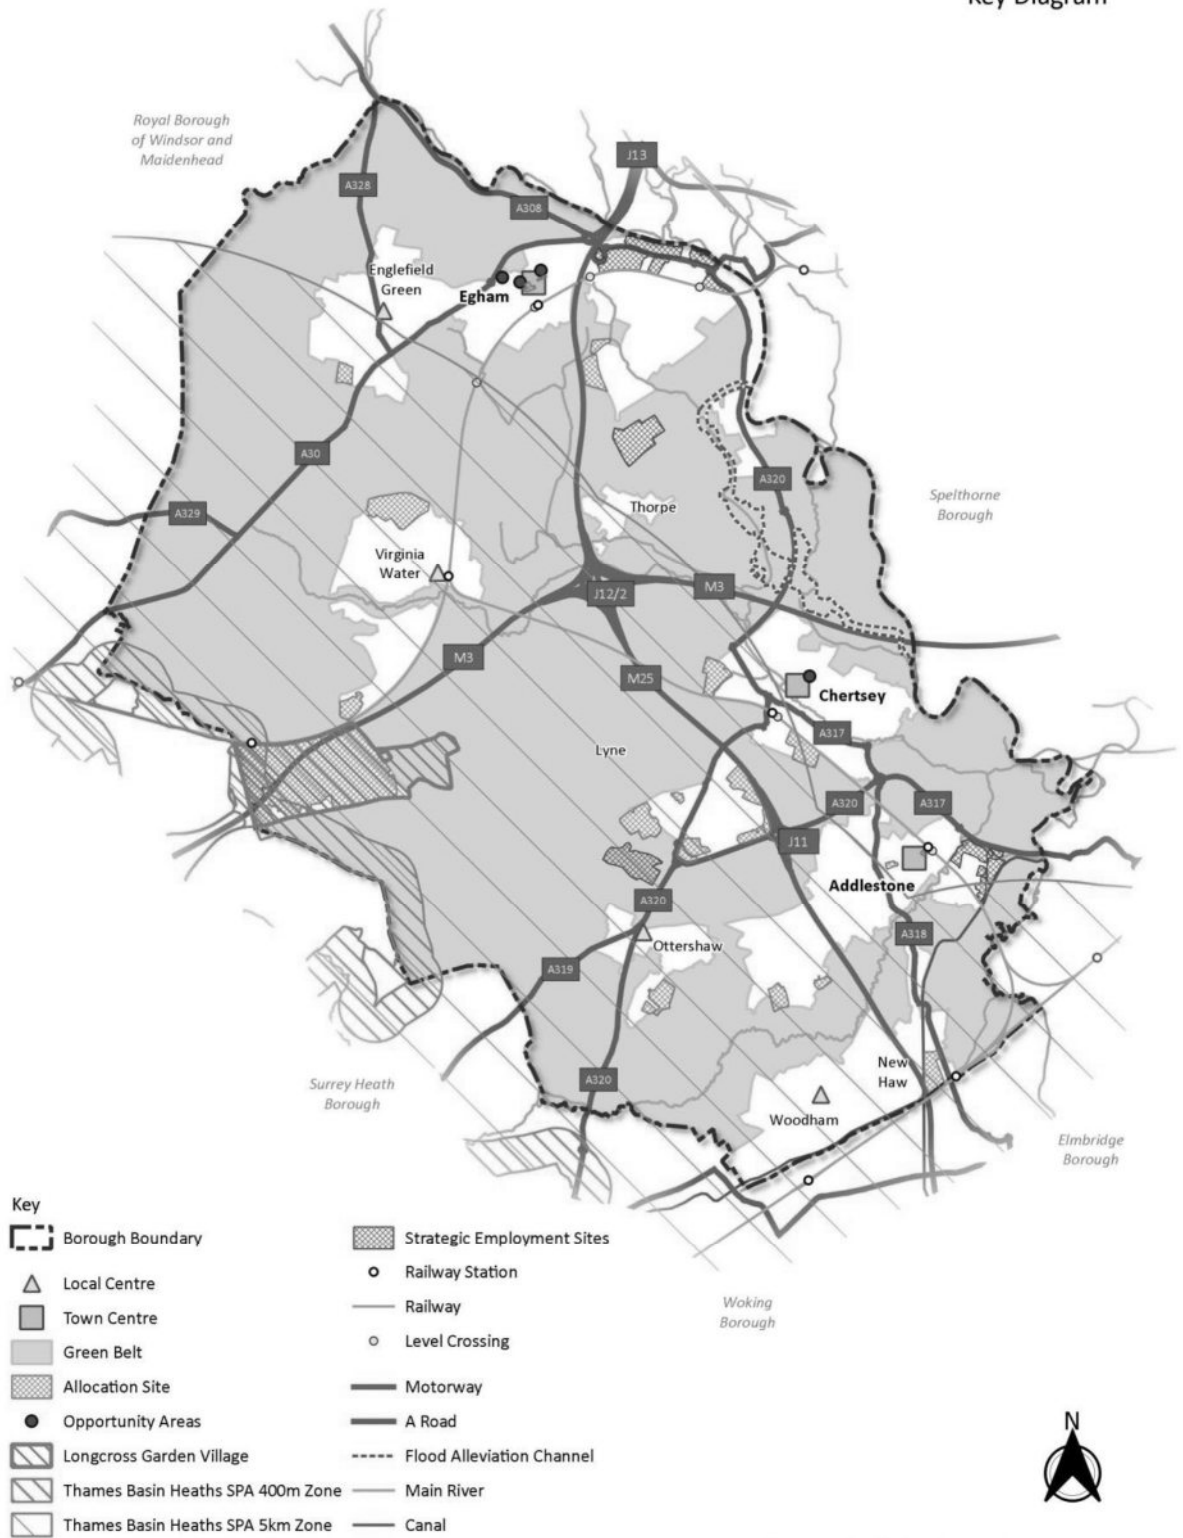 Key Diagram
Royal Borough
of Windsor and
Maidenhead
J13
A328
A308
Englefield
Green
Egham
A30
A320
Spelthorne
Borough
A329
Thorpe
Virginia
Water
J12/2
M3
M3
M25
Chertsey
A317
Lyne
A320
A317
J11
Addlestone
A320
A318
Ottershaw
A319
New
Haw
A320
Surrey Heath
Borough
Woodham
Elmbridge
Borough
Woking
Borough
Key
Borough Boundary
Local Centre
Town Centre
Green Belt
Allocation Site
Opportunity Areas
Longcross Garden Village
Thames Basin Heaths SPA 400m Zone
Thames Basin Heaths SPA 5km Zone
Strategic Employment Sites
Railway Station
Railway
Level Crossing
Motorway
A Road
Flood Alleviation Channel
Main River
Canal
N